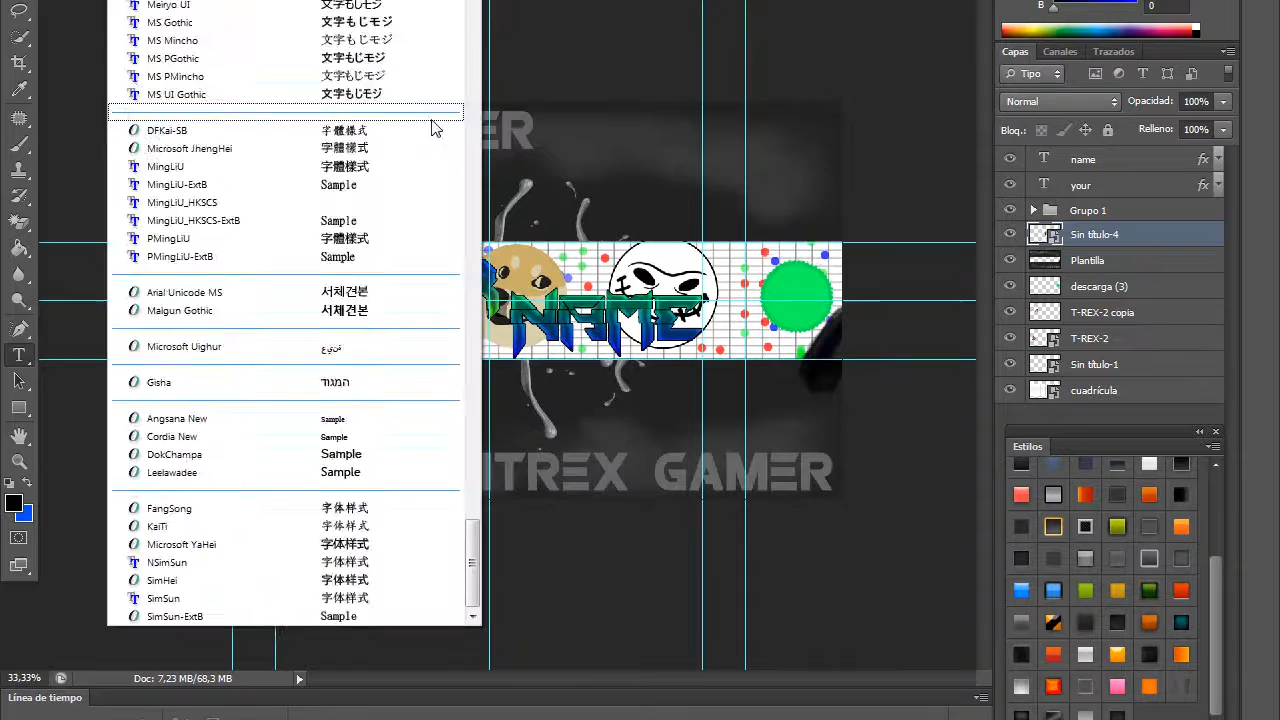 B
0
Meiryo UI 文字もじモジ
MS Gothic 文字もじモジ
MS Mincho 文字もじモジ
MS PGothic 文字もじモジ
MS PMincho 文字もじモジ
MS UI Gothic 文字もじモジ
DFKai-SB 字體樣式
Microsoft JhengHei 字體樣式
MingLiU 字體樣式
MingLiU-ExtB Sample
MingLiU_HKSCS
MingLiU_HKSCS-ExtB Sample
PMingLiU 字體樣式
PMingLiU-ExtB Sample
Arial Unicode MS 서체견본
Malgun Gothic 서체견본
Microsoft Uighur
Gisha המגוד
Angsana New Sample
Cordia New Sample
DokChampa Sample
Leelawadee Sample
FangSong 字体样式
KaiTi 字体样式
Microsoft YaHei 字体样式
NSimSun 字体样式
SimHei 字体样式
SimSun 字体样式
SimSun-ExtB Sample
ER
NAME
ITREX GAMER
Capas Canales Trazados
Tipo
Normal Opacidad: 100%
Bloq.: Relleno: 100%
name fx
your fx
Grupo 1
Sin título-4
Plantilla
descarga (3)
T-REX-2 copia
T-REX-2
Sin título-1
cuadrícula
Estilos
33,33% Doc: 7,23 MB/68,3 MB
Línea de tiempo